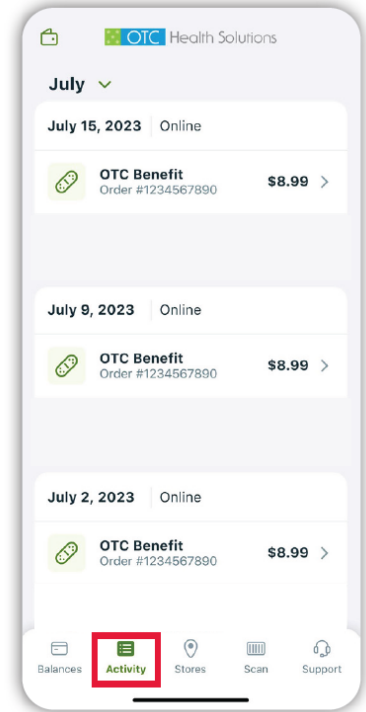 OTC Health Solutions
July
July 15, 2023 Online
OTC Benefit $8.99
Order #1234567890
July 9, 2023 Online
OTC Benefit $8.99
Order #1234567890
July 2, 2023 Online
OTC Benefit $8.99
Order #1234567890
Balances Activity Stores Scan Support